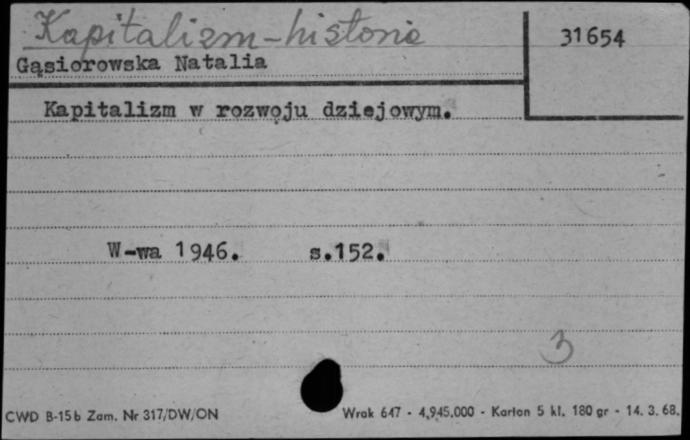 Kapitalizm-historia
31654
Gąsiorowska Natalia
Kapitalizm w rozwoju dziejowym.
W-wa 1946. s.152.
3
CWD B-15b Zam. Nr 317/DW/ON Wrak 647 - 4,945.000 - Karton 5 kl. 180 gr - 14. 3. 68.